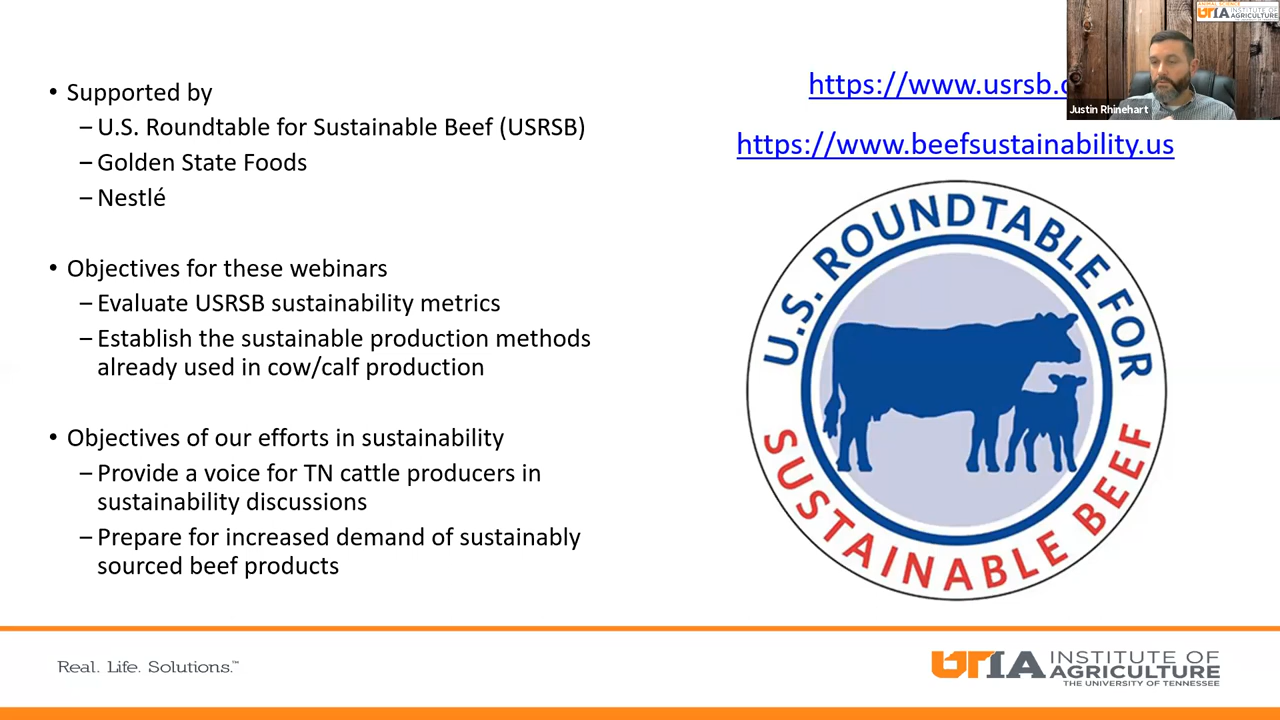 • Supported by
– U.S. Roundtable for Sustainable Beef (USRSB)
– Golden State Foods
– Nestlé
• Objectives for these webinars
– Evaluate USRSB sustainability metrics
– Establish the sustainable production methods
already used in cow/calf production
• Objectives of our efforts in sustainability
– Provide a voice for TN cattle producers in
sustainability discussions
– Prepare for increased demand of sustainably
sourced beef products
https://www.usrsb.
https://www.beefsustainability.us
U.S. ROUNDTABLE FOR
SUSTAINABLE BEEF
UTIA INSTITUTE OF
AGRICULTURE
Justin Rhinehart
Real. Life. Solutions.™
UTIA INSTITUTE OF
AGRICULTURE
THE UNIVERSITY OF TENNESSEE